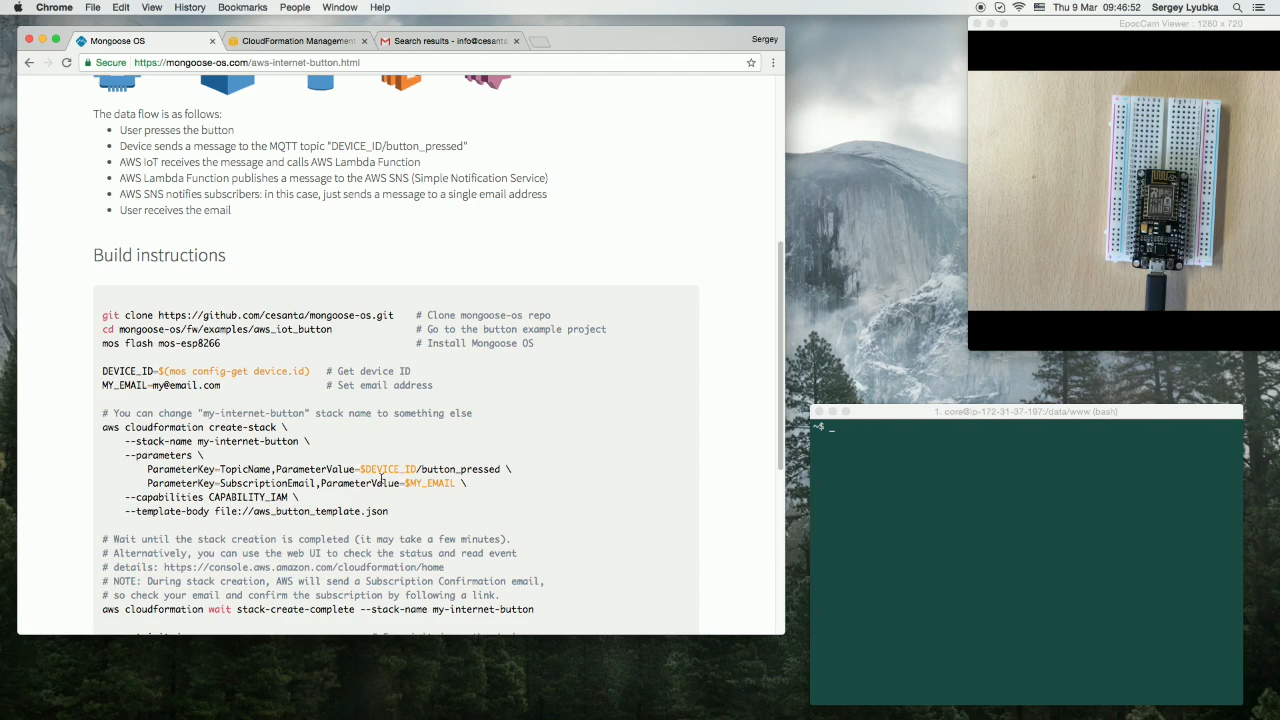 Chrome File Edit View History Bookmarks People Window Help
Thu 9 Mar 09:46:52 Sergey Lyubka
EpocCam Viewer : 1280 x 720
Mongoose OS
CloudFormation Management
Search results - info@cesanta
Sergey
Secure https://mongoose-os.com/aws-internet-button.html
The data flow is as follows:
• User presses the button
• Device sends a message to the MQTT topic "DEVICE_ID/button_pressed"
• AWS IoT receives the message and calls AWS Lambda Function
• AWS Lambda Function publishes a message to the AWS SNS (Simple Notification Service)
• AWS SNS notifies subscribers: in this case, just sends a message to a single email address
• User receives the email
Build instructions
git clone https://github.com/cesanta/mongoose-os.git # Clone mongoose-os repo
cd mongoose-os/fw/examples/aws_iot_button # Go to the button example project
mos flash mos-esp8266 # Install Mongoose OS
DEVICE_ID=$(mos config-get device.id) # Get device ID
MY_EMAIL=my@email.com # Set email address
# You can change "my-internet-button" stack name to something else
aws cloudformation create-stack \
--stack-name my-internet-button \
--parameters \
ParameterKey=TopicName,ParameterValue=$DEVICE_ID/button_pressed \
ParameterKey=SubscriptionEmail,ParameterValue=$MY_EMAIL \
--capabilities CAPABILITY_IAM \
--template-body file://aws_button_template.json
# Wait until the stack creation is completed (it may take a few minutes).
# Alternatively, you can use the web UI to check the status and read event
# details: https://console.aws.amazon.com/cloudformation/home
# NOTE: During stack creation, AWS will send a Subscription Confirmation email,
# so check your email and confirm the subscription by following a link.
aws cloudformation wait stack-create-complete --stack-name my-internet-button
1. core@ip-172-31-37-197:/data/www (bash)
~$ _